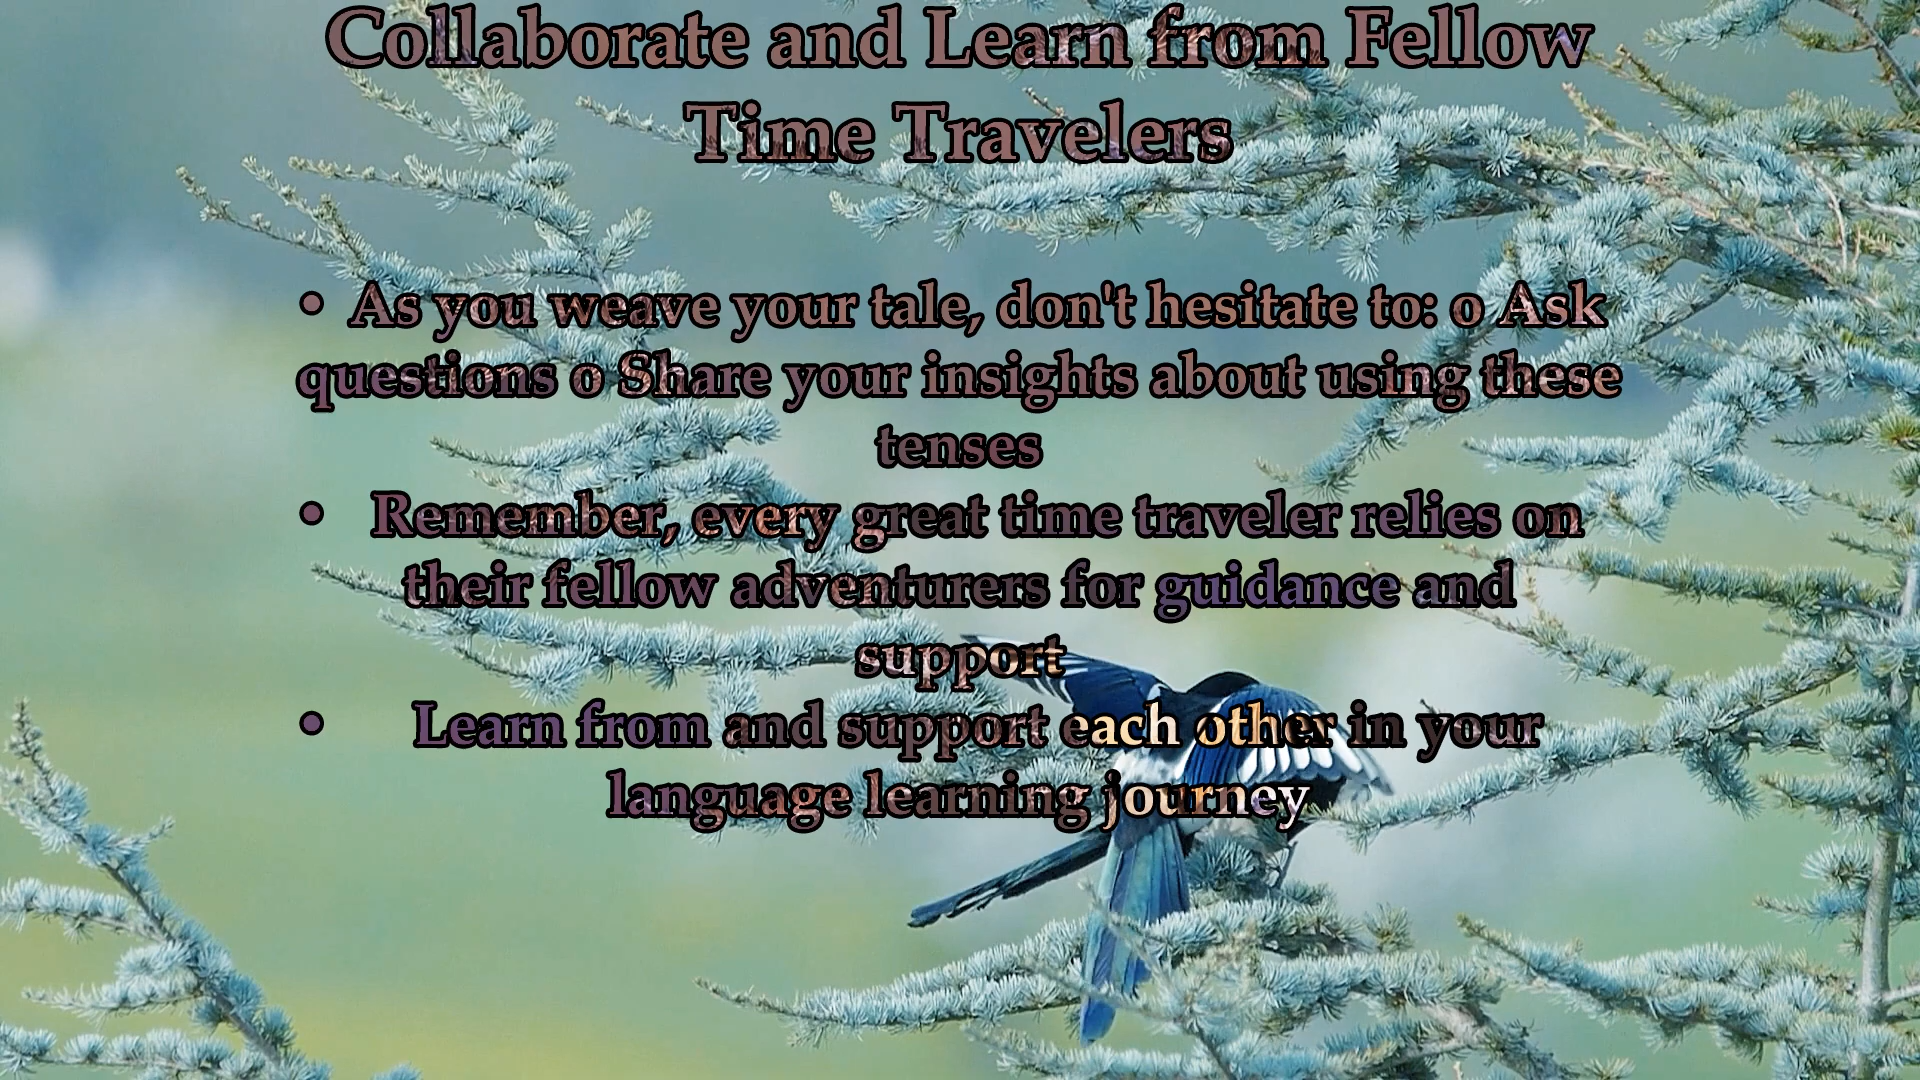 Collaborate and Learn from Fellow
Time Travelers
• As you weave your tale, don't hesitate to: o Ask
questions o Share your insights about using these
tenses
• Remember, every great time traveler relies on
their fellow adventurers for guidance and
support
• Learn from and support each other in your
language learning journey